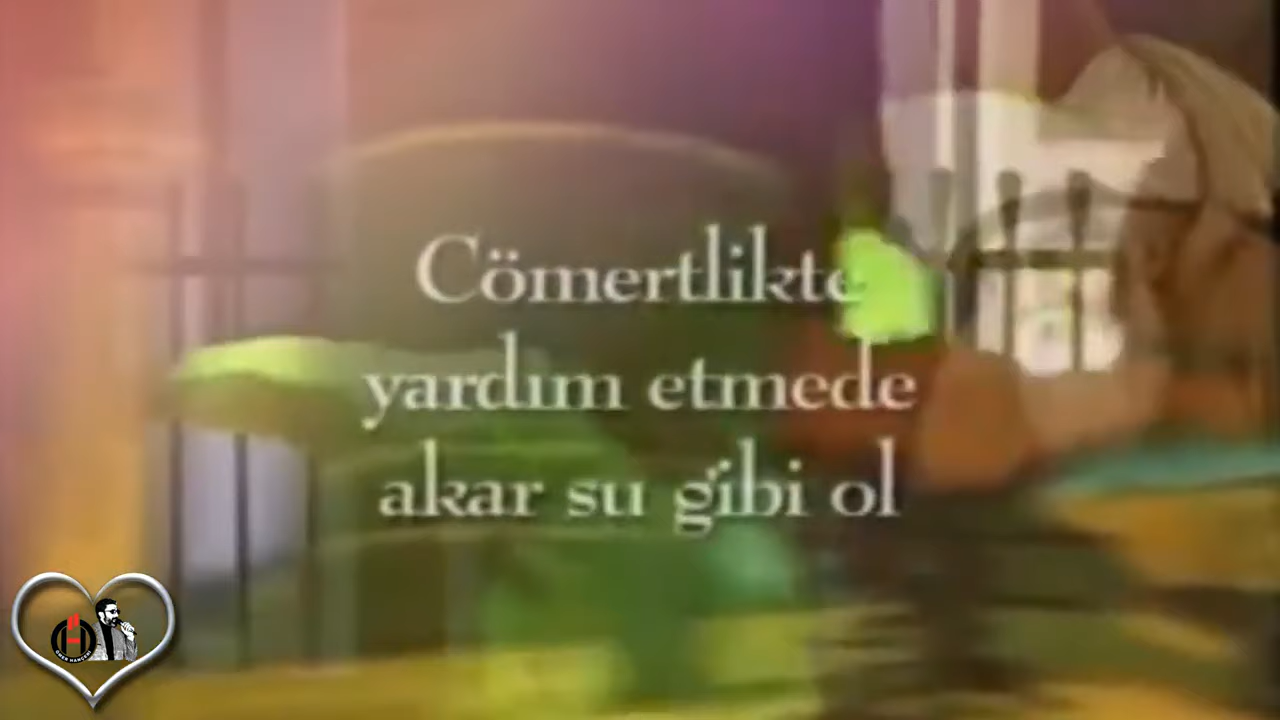 Cömertlikte
yardım etmede
akar su gibi ol